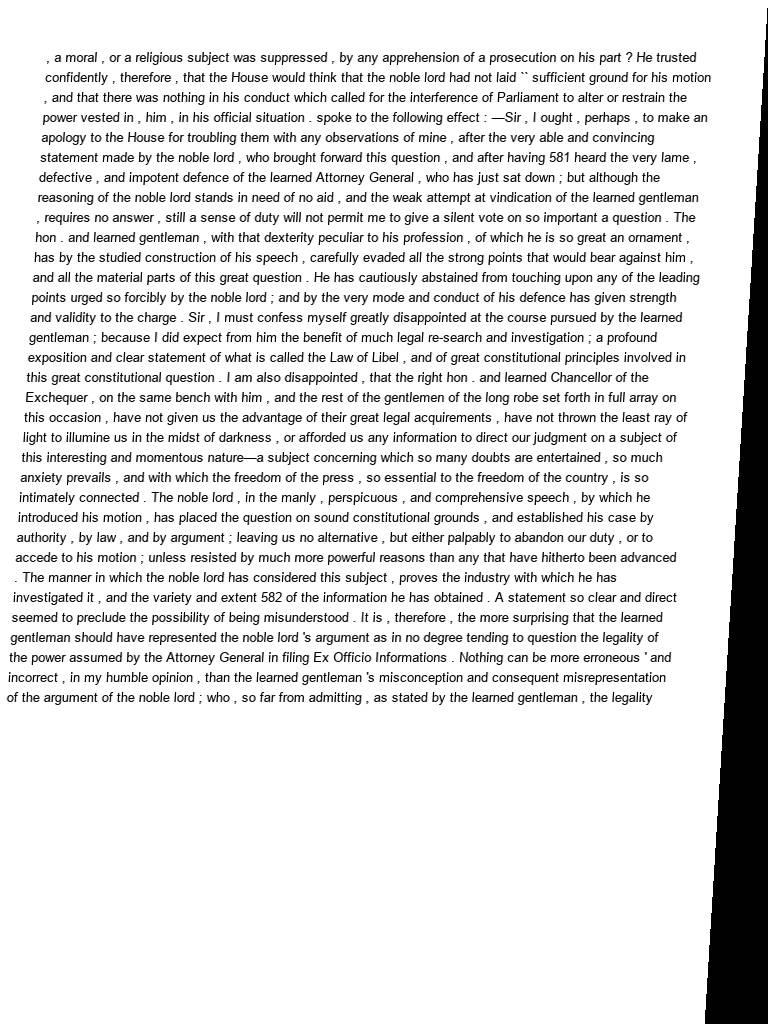 , a moral , or a religious subject was suppressed , by any apprehension of a prosecution on his part ? He trusted
confidently , therefore , that the House would think that the noble lord had not laid `` sufficient ground for his motion
, and that there was nothing in his conduct which called for the interference of Parliament to alter or restrain the
power vested in , him , in his official situation . spoke to the following effect : —Sir , I ought , perhaps , to make an
apology to the House for troubling them with any observations of mine , after the very able and convincing
statement made by the noble lord , who brought forward this question , and after having 581 heard the very lame ,
defective , and impotent defence of the learned Attorney General , who has just sat down ; but although the
reasoning of the noble lord stands in need of no aid , and the weak attempt at vindication of the learned gentleman
, requires no answer , still a sense of duty will not permit me to give a silent vote on so important a question . The
hon . and learned gentleman , with that dexterity peculiar to his profession , of which he is so great an ornament ,
has by the studied construction of his speech , carefully evaded all the strong points that would bear against him ,
and all the material parts of this great question . He has cautiously abstained from touching upon any of the leading
points urged so forcibly by the noble lord ; and by the very mode and conduct of his defence has given strength
and validity to the charge . Sir , I must confess myself greatly disappointed at the course pursued by the learned
gentleman ; because I did expect from him the benefit of much legal re-search and investigation ; a profound
exposition and clear statement of what is called the Law of Libel , and of great constitutional principles involved in
this great constitutional question . I am also disappointed , that the right hon . and learned Chancellor of the
Exchequer , on the same bench with him , and the rest of the gentlemen of the long robe set forth in full array on
this occasion , have not given us the advantage of their great legal acquirements , have not thrown the least ray of
light to illumine us in the midst of darkness , or afforded us any information to direct our judgment on a subject of
this interesting and momentous nature—a subject concerning which so many doubts are entertained , so much
anxiety prevails , and with which the freedom of the press , so essential to the freedom of the country , is so
intimately connected . The noble lord , in the manly , perspicuous , and comprehensive speech , by which he
introduced his motion , has placed the question on sound constitutional grounds , and established his case by
authority , by law , and by argument ; leaving us no alternative , but either palpably to abandon our duty , or to
accede to his motion ; unless resisted by much more powerful reasons than any that have hitherto been advanced
. The manner in which the noble lord has considered this subject , proves the industry with which he has
investigated it , and the variety and extent 582 of the information he has obtained . A statement so clear and direct
seemed to preclude the possibility of being misunderstood . It is , therefore , the more surprising that the learned
gentleman should have represented the noble lord 's argument as in no degree tending to question the legality of
the power assumed by the Attorney General in filing Ex Officio Informations . Nothing can be more erroneous ' and
incorrect , in my humble opinion , than the learned gentleman 's misconception and consequent misrepresentation
of the argument of the noble lord ; who , so far from admitting , as stated by the learned gentleman , the legality